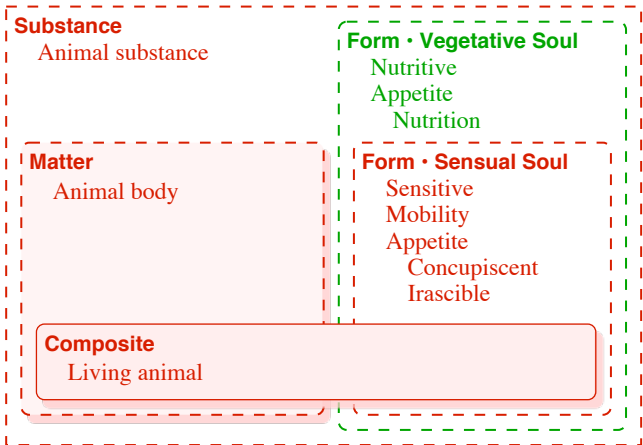 Substance
Animal substance
Form · Vegetative Soul
Nutritive
Appetite
Nutrition
Matter
Animal body
Form · Sensual Soul
Sensitive
Mobility
Appetite
Concupiscent
Irascible
Composite
Living animal